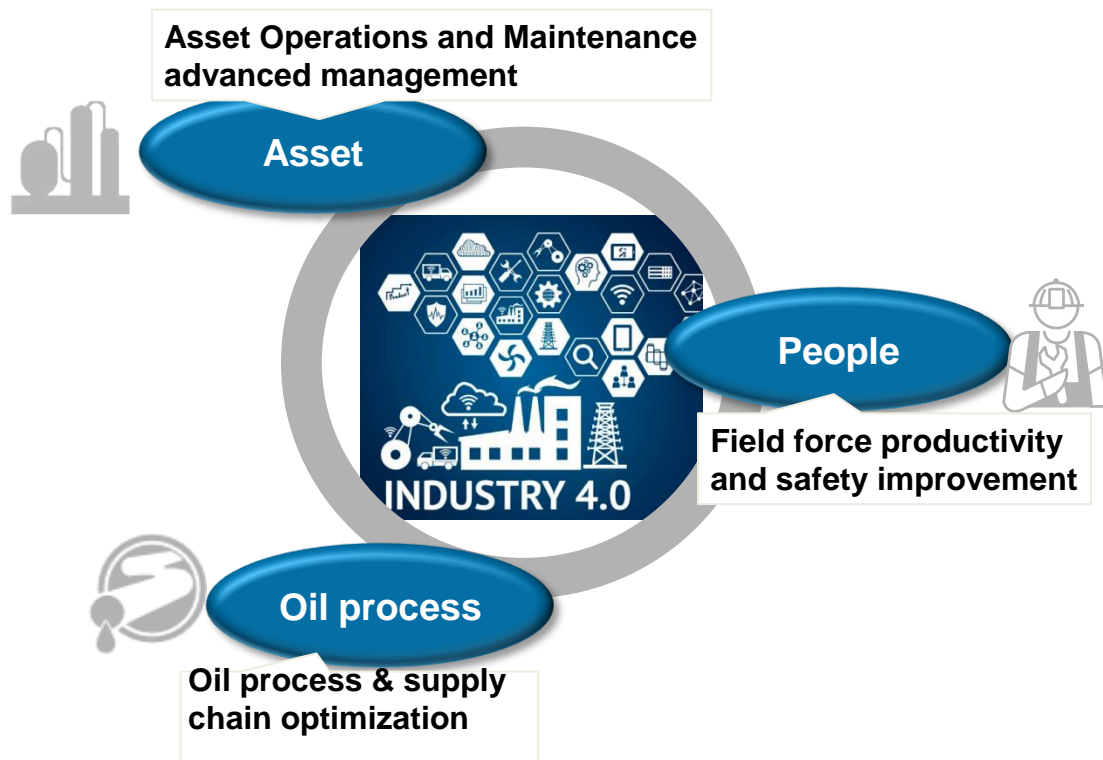 Asset Operations and Maintenance
advanced management
Asset
Product
People
Field force productivity
and safety improvement
INDUSTRY 4.0
Oil process
Oil process & supply
chain optimization